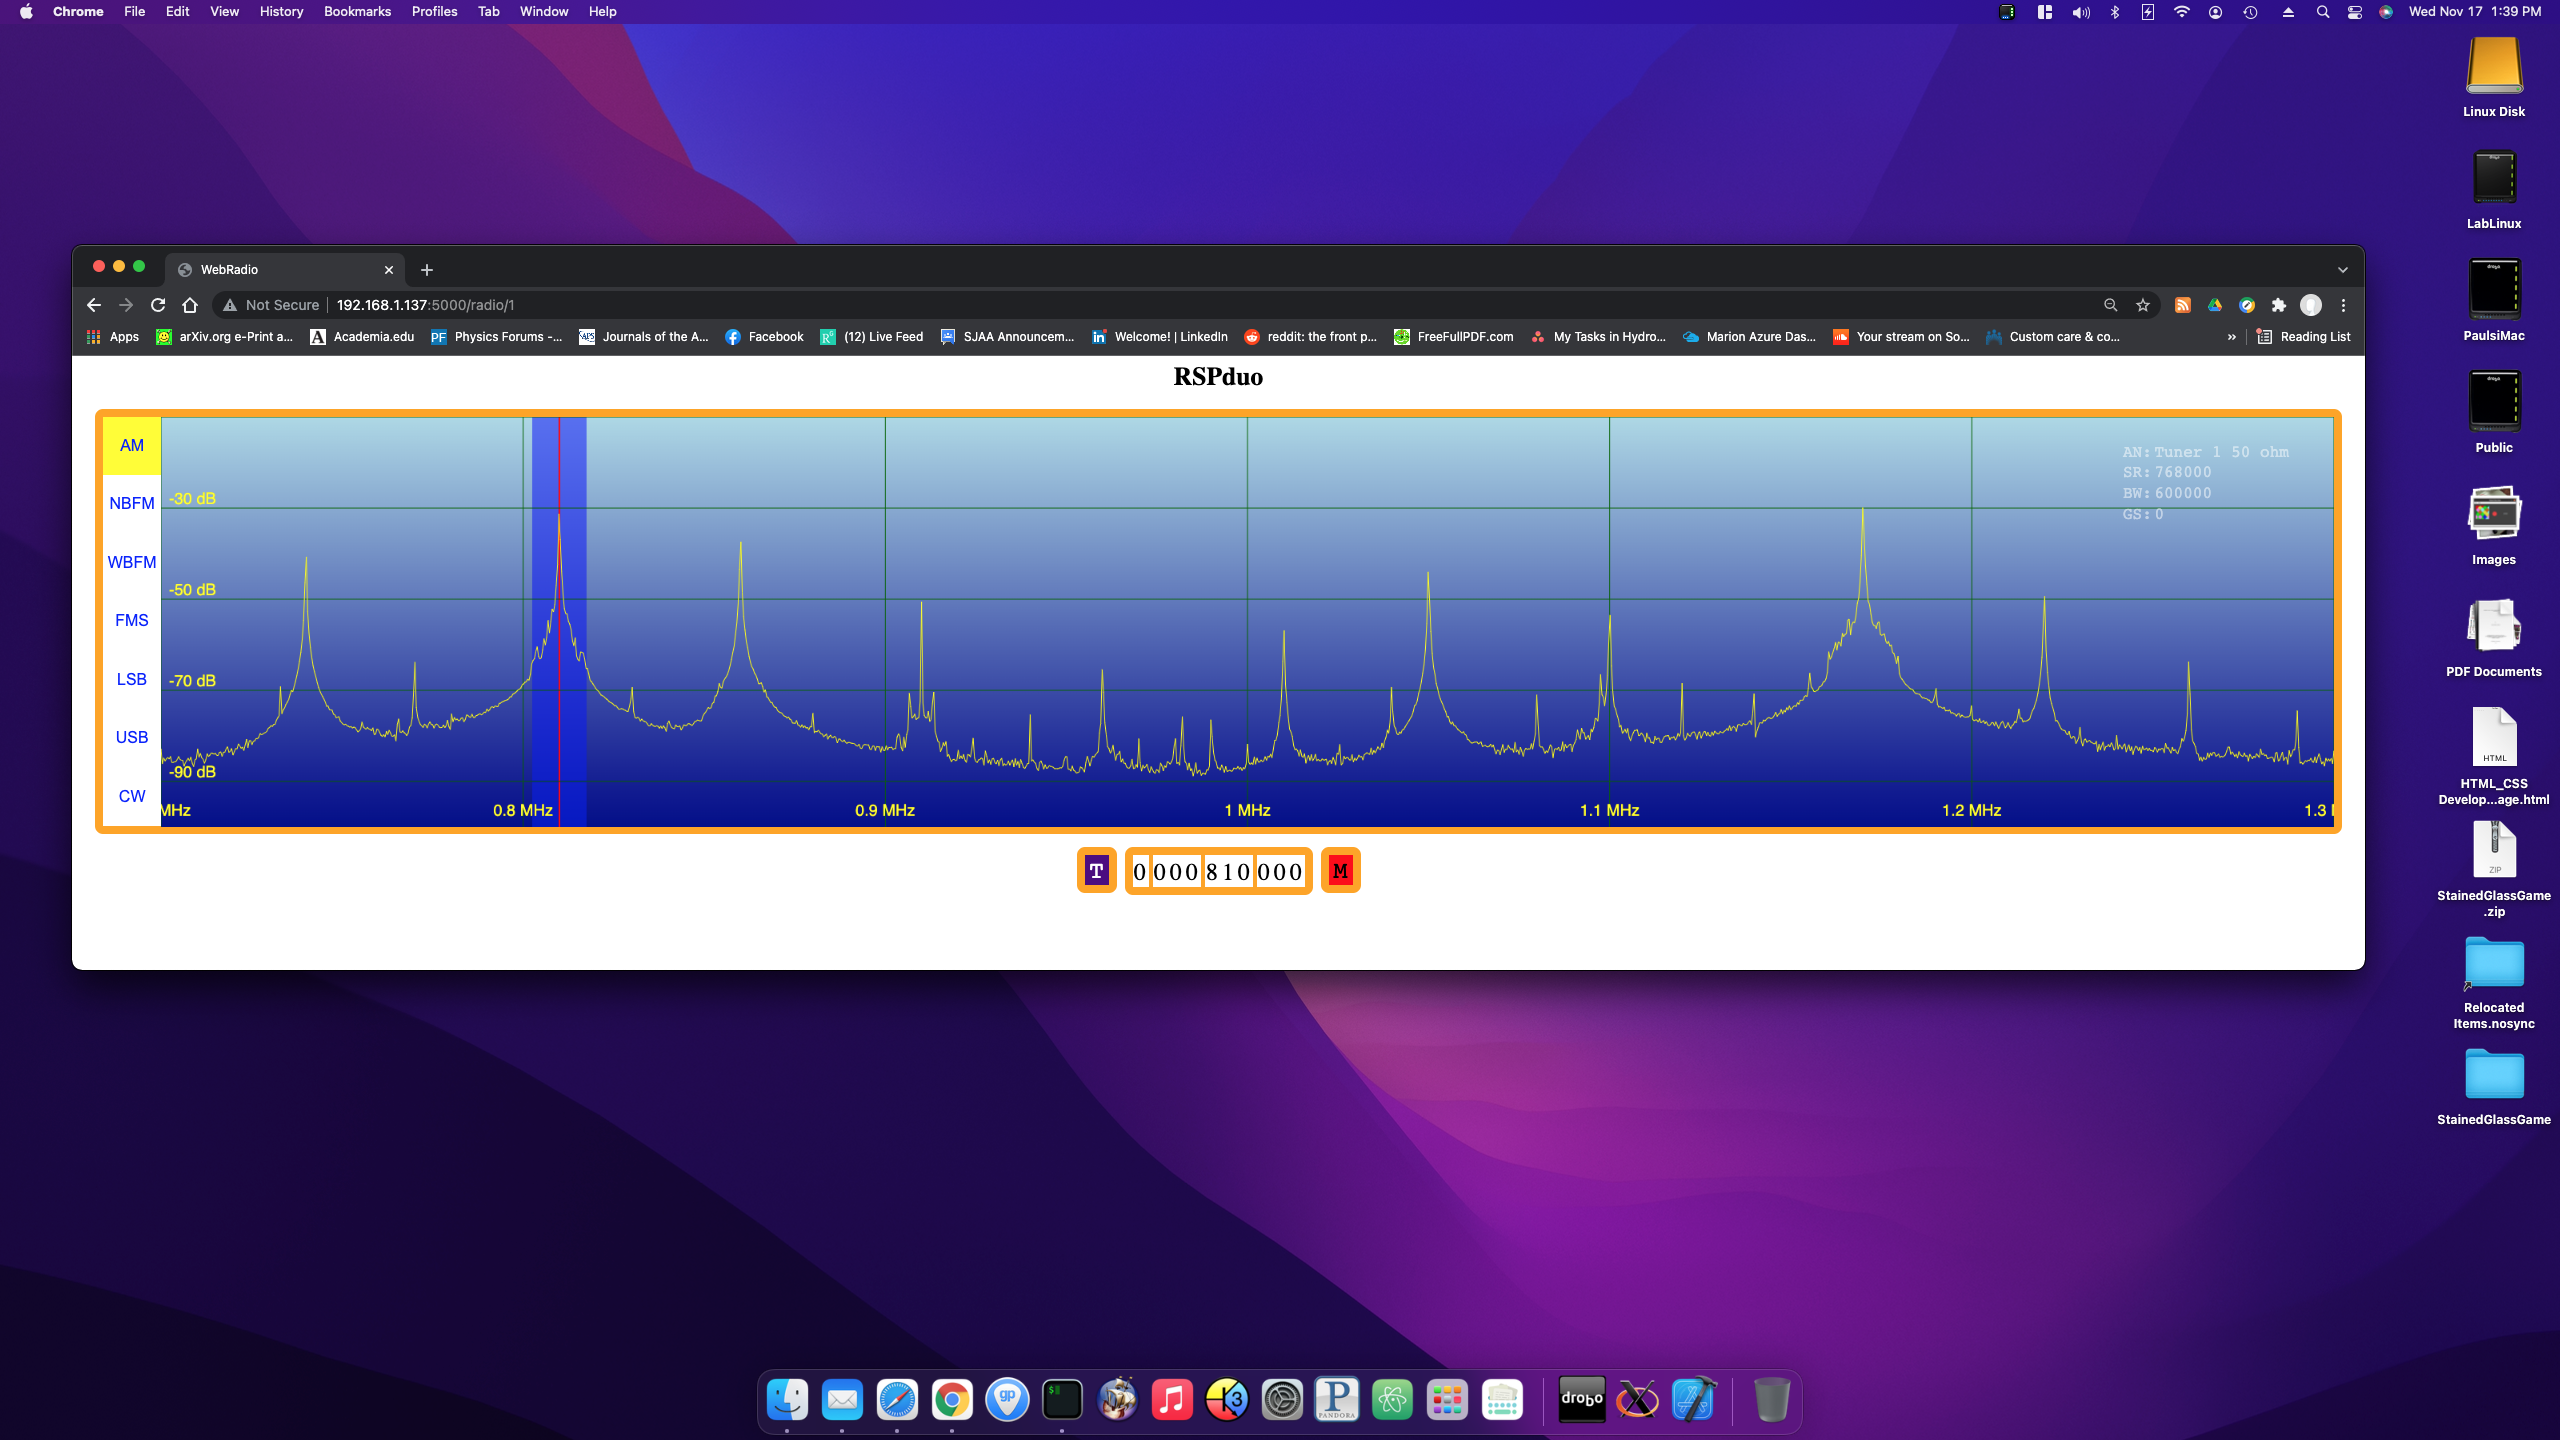 Chrome File Edit View History Bookmarks Profiles Tab Window Help Wed Nov 17 1:39 PM
WebRadio
Not Secure 192.168.1.137:5000/radio/1
Apps arXiv.org e-Print a... Academia.edu Physics Forums -... Journals of the A... Facebook (12) Live Feed SJAA Announcem... Welcome! | LinkedIn reddit: the front p... FreeFullPDF.com My Tasks in Hydro... Marion Azure Das... Your stream on So... Custom care & co... » Reading List
RSPduo
AM
NBFM
WBFM
FMS
LSB
USB
CW
-30 dB
-50 dB
-70 dB
-90 dB
AN: Tuner 1 50 ohm
SR: 768000
BW: 600000
GS: 0
MHz 0.8 MHz 0.9 MHz 1 MHz 1.1 MHz 1.2 MHz 1.3
T 0 000 810 000 M
Linux Disk
LabLinux
PaulsiMac
Public
Images
PDF Documents
HTML
HTML_CSS
Develop...age.html
ZIP
StainedGlassGame
.zip
Relocated
Items.nosync
StainedGlassGame
gp
K3
P
PANDORA
drobo
X